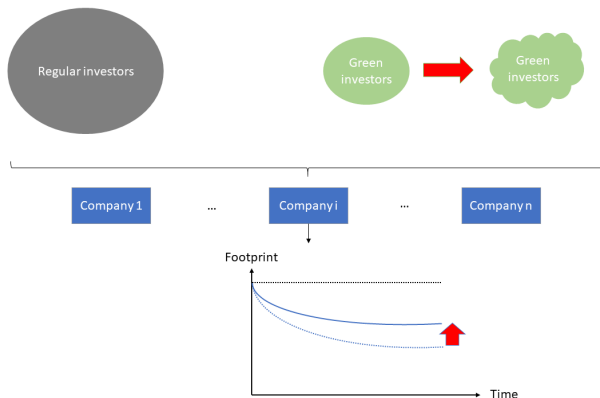 Regular investors
Green
investors
Green
investors
Company 1
...
Company i
...
Company n
Footprint
Time